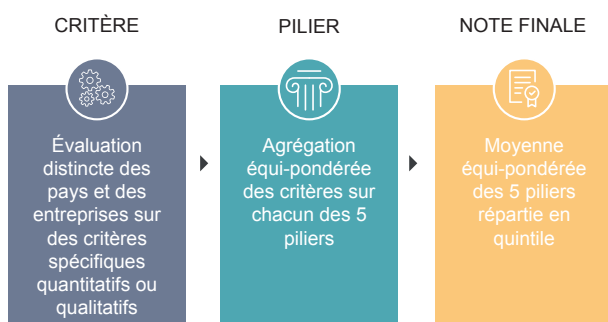 CRITÈRE
Évaluation
distincte des
pays et des
entreprises sur
des critères
spécifiques
quantitatifs ou
qualitatifs
PILIER
Agrégation
équi-pondérée
des critères sur
chacun des 5
piliers
NOTE FINALE
Moyenne
équi-pondérée
des 5 piliers
répartie en
quintile